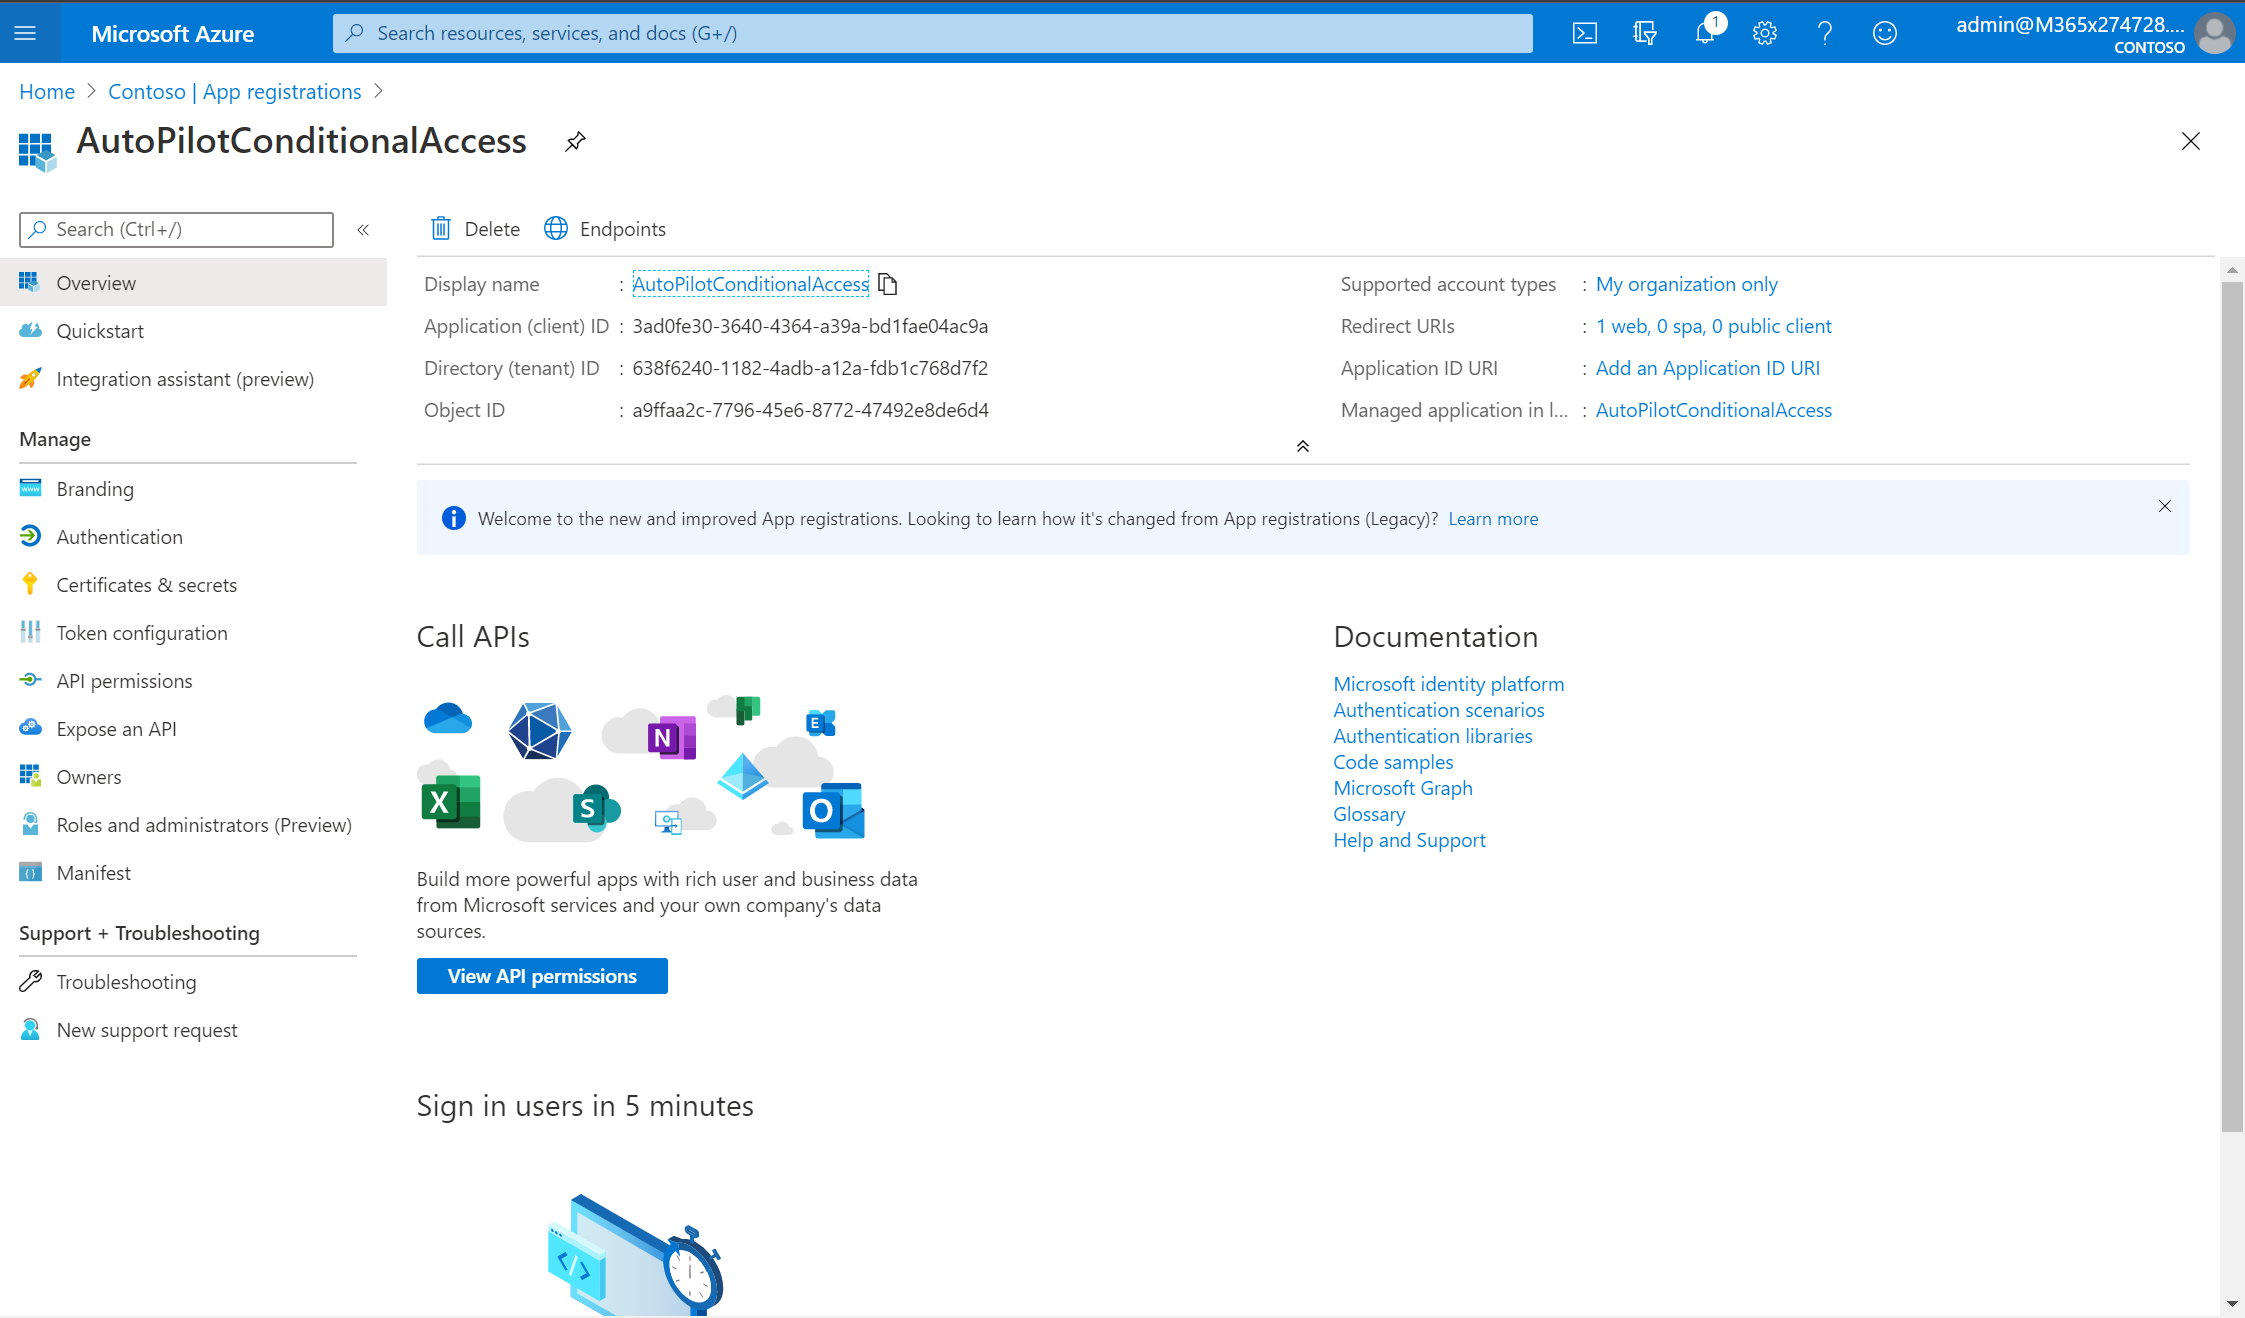 Microsoft Azure
Search resources, services, and docs (G+/)
1
admin@M365x274728....
CONTOSO
Home > Contoso | App registrations >
AutoPilotConditionalAccess
Search (Ctrl+/)
«
Delete
Endpoints
Overview
Quickstart
Integration assistant (preview)
Manage
Branding
Authentication
Certificates & secrets
Token configuration
API permissions
Expose an API
Owners
Roles and administrators (Preview)
Manifest
Support + Troubleshooting
Troubleshooting
New support request
Display name : AutoPilotConditionalAccess
Application (client) ID : 3ad0fe30-3640-4364-a39a-bd1fae04ac9a
Directory (tenant) ID : 638f6240-1182-4adb-a12a-fdb1c768d7f2
Object ID : a9ffaa2c-7796-45e6-8772-47492e8de6d4
Supported account types : My organization only
Redirect URIs : 1 web, 0 spa, 0 public client
Application ID URI : Add an Application ID URI
Managed application in l... : AutoPilotConditionalAccess
Welcome to the new and improved App registrations. Looking to learn how it's changed from App registrations (Legacy)? Learn more
Call APIs
N
E
X
S
O
Build more powerful apps with rich user and business data
from Microsoft services and your own company's data
sources.
View API permissions
Documentation
Microsoft identity platform
Authentication scenarios
Authentication libraries
Code samples
Microsoft Graph
Glossary
Help and Support
Sign in users in 5 minutes
</>